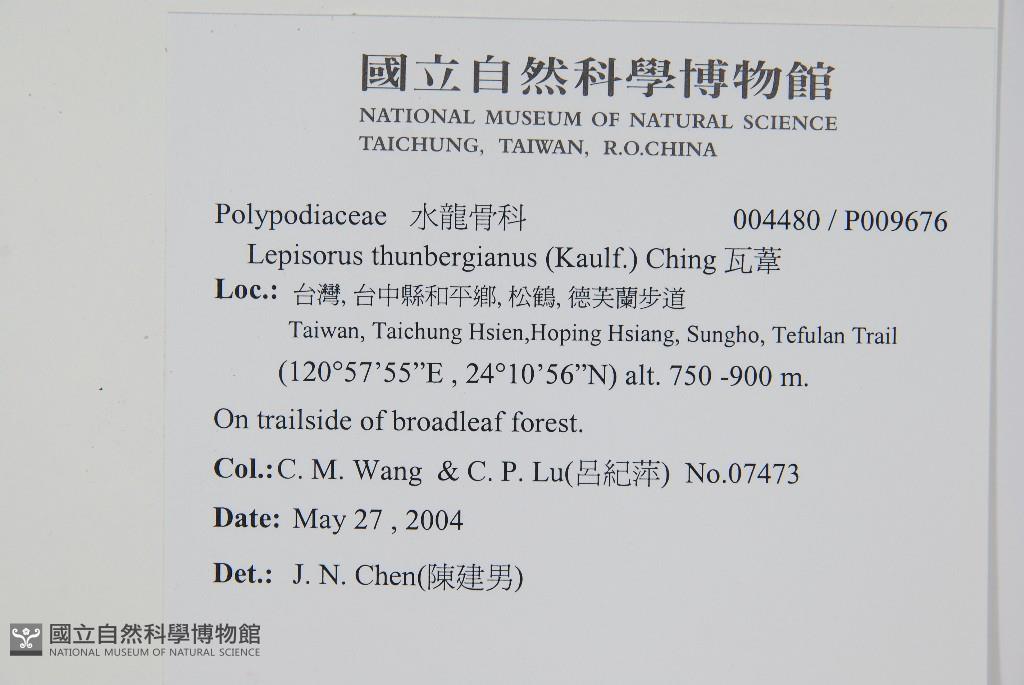 國立自然科學博物館
NATIONAL MUSEUM OF NATURAL SCIENCE
TAICHUNG, TAIWAN, R.O.CHINA
Polypodiaceae 水龍骨科 004480 / P009676
Lepisorus thunbergianus (Kaulf.) Ching 瓦葦
Loc.: 台灣, 台中縣和平鄉, 松鶴, 德芙蘭步道
Taiwan, Taichung Hsien,Hoping Hsiang, Sungho, Tefulan Trail
(120°57’55”E , 24°10’56”N) alt. 750 -900 m.
On trailside of broadleaf forest.
Col.: C. M. Wang & C. P. Lu(呂紀萍) No.07473
Date: May 27 , 2004
Det.: J. N. Chen(陳建男)
國立自然科學博物館
NATIONAL MUSEUM OF NATURAL SCIENCE